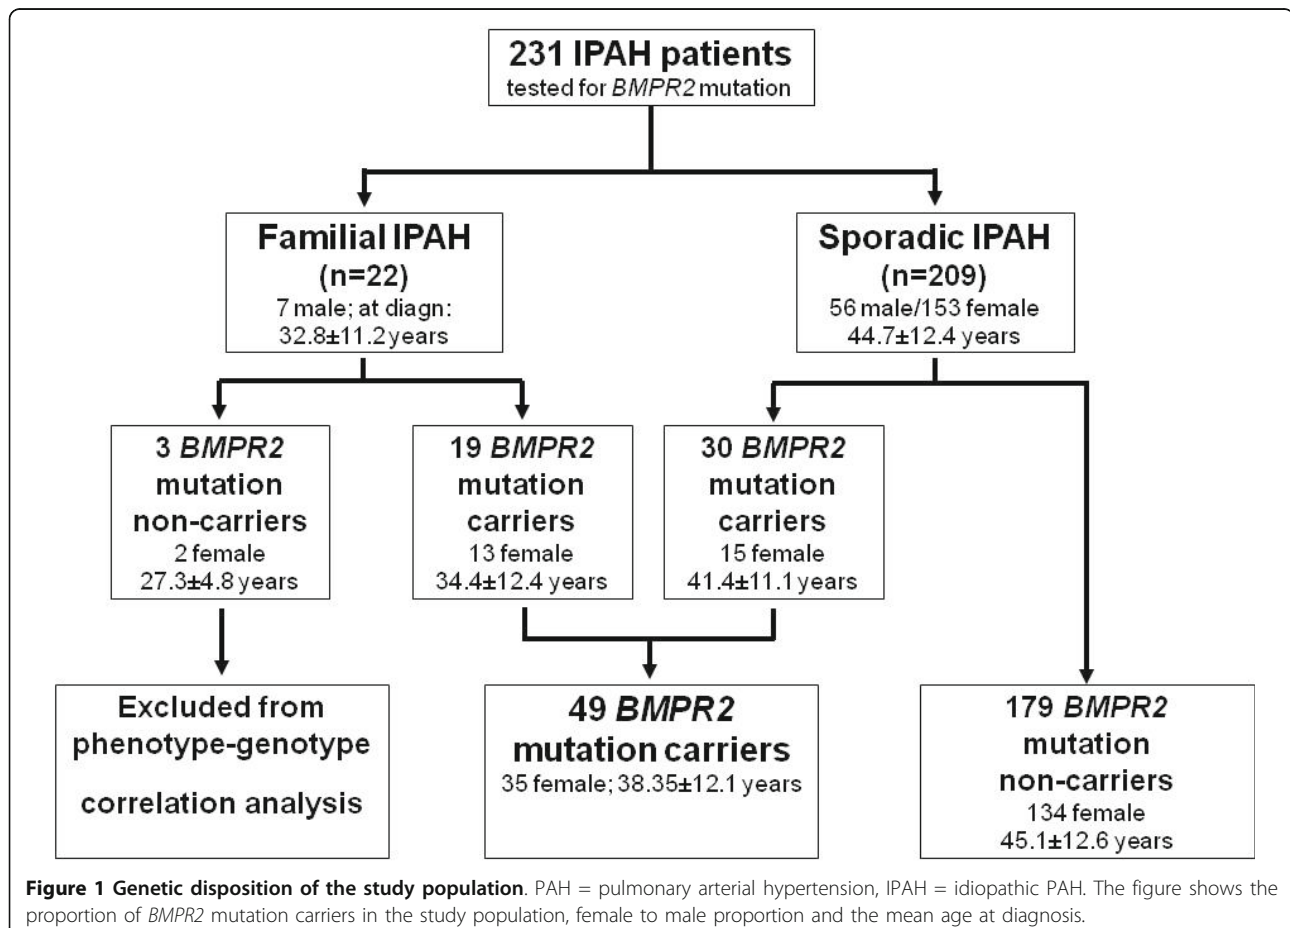 231 IPAH patients
tested for BMPR2 mutation
Familial IPAH
(n=22)
7 male; at diagn:
32.8±11.2 years
Sporadic IPAH
(n=209)
56 male/153 female
44.7±12.4 years
3 BMPR2
mutation
non-carriers
2 female
27.3±4.8 years
19 BMPR2
mutation
carriers
13 female
34.4±12.4 years
30 BMPR2
mutation
carriers
15 female
41.4±11.1 years
Excluded from
phenotype-genotype
correlation analysis
49 BMPR2
mutation carriers
35 female; 38.35±12.1 years
179 BMPR2
mutation
non-carriers
134 female
45.1±12.6 years
Figure 1 Genetic disposition of the study population. PAH = pulmonary arterial hypertension, IPAH = idiopathic PAH. The figure shows the
proportion of BMPR2 mutation carriers in the study population, female to male proportion and the mean age at diagnosis.